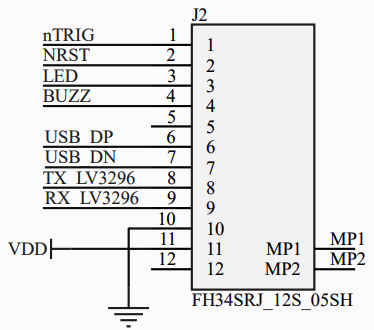 J2
nTRIG 1 1
NRST 2 2
LED 3 3
BUZZ 4 4
5 5
USB_DP 6 6
USB_DN 7 7
TX_LV3296 8 8
RX_LV3296 9 9
10 10
VDD 11 11 MP1 MP1
12 12 MP2 MP2
FH34SRJ_12S_05SH